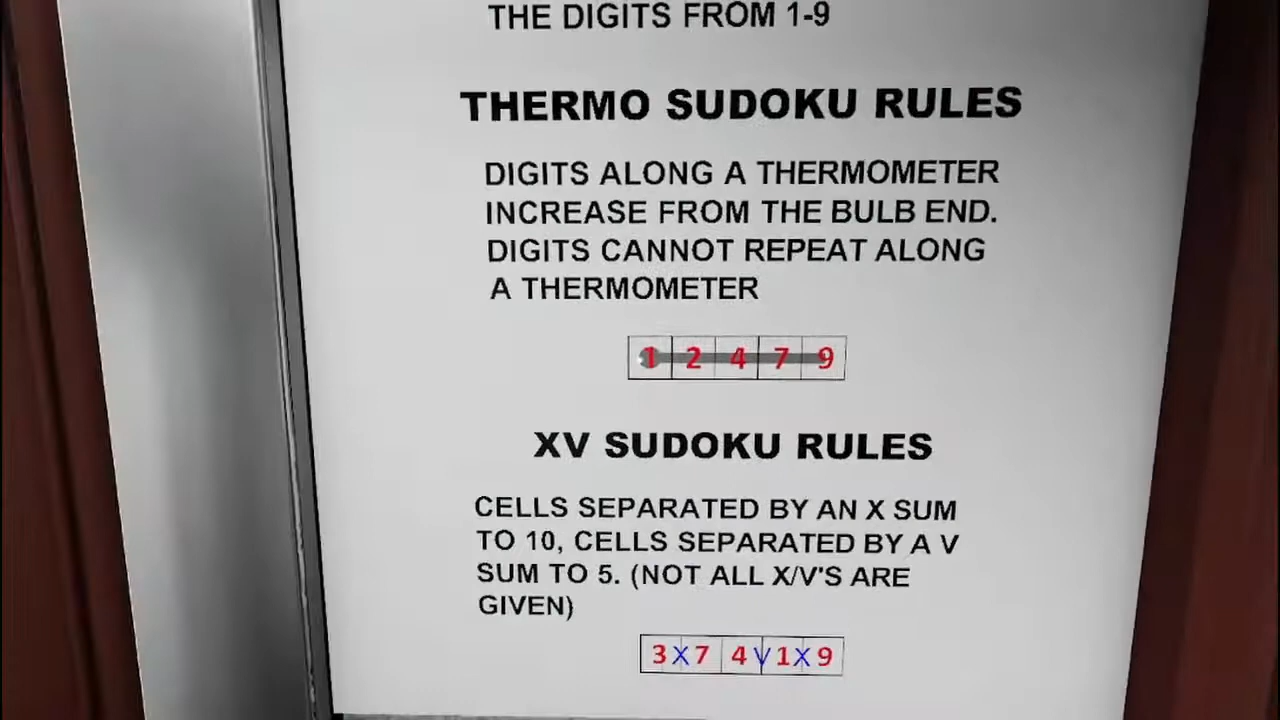 THE DIGITS FROM 1-9
THERMO SUDOKU RULES
DIGITS ALONG A THERMOMETER
INCREASE FROM THE BULB END.
DIGITS CANNOT REPEAT ALONG
A THERMOMETER
1 2 4 7 9
XV SUDOKU RULES
CELLS SEPARATED BY AN X SUM
TO 10, CELLS SEPARATED BY A V
SUM TO 5. (NOT ALL X/V'S ARE
GIVEN)
3 X 7 4 V 1 X 9